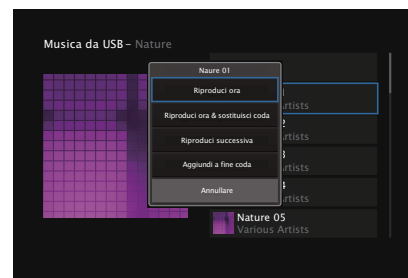 Musica da USB – Nature
Naure 01
Riproduci ora
Riproduci ora & sostituisci coda
Riproduci successiva
Aggiungi a fine coda
Annullare
Nature 05
Various Artists